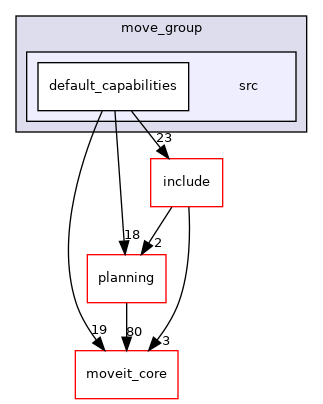 move_group
default_capabilities
src
23
include
18
2
planning
19
80
3
moveit_core